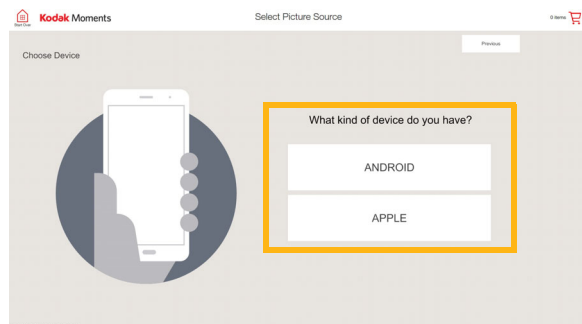 Start Over
Kodak Moments
Select Picture Source
0 items
Previous
Choose Device
What kind of device do you have?
ANDROID
APPLE